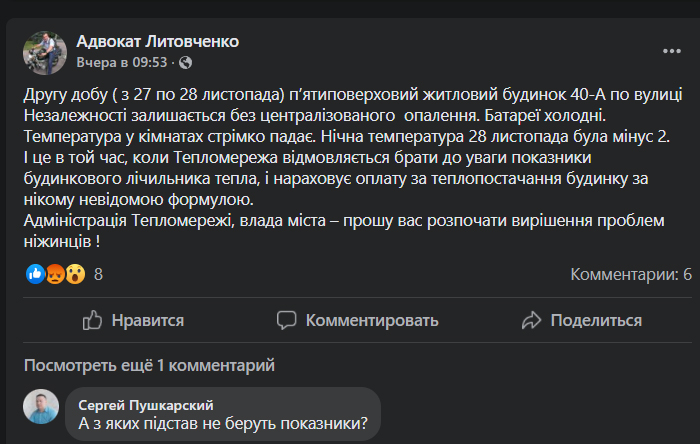 Адвокат Литовченко
Вчера в 09:53 ·
Другу добу ( з 27 по 28 листопада) п’ятиповерховий житловий будинок 40-А по вулиці
Незалежності залишається без централізованого  опалення. Батареї холодні.
Температура у кімнатах стрімко падає. Нічна температура 28 листопада була мінус 2.
І це в той час, коли Тепломережа відмовляється брати до уваги показники
будинкового лічильника тепла, і нараховує оплату за теплопостачання будинку за
нікому невідомою формулою.
Адміністрація Тепломережі, влада міста – прошу вас розпочати вирішення проблем
ніжинців !
8
Комментарии: 6
Нравится
Комментировать
Поделиться
Посмотреть ещё 1 комментарий
Сергей Пушкарский
А з яких підстав не беруть показники?